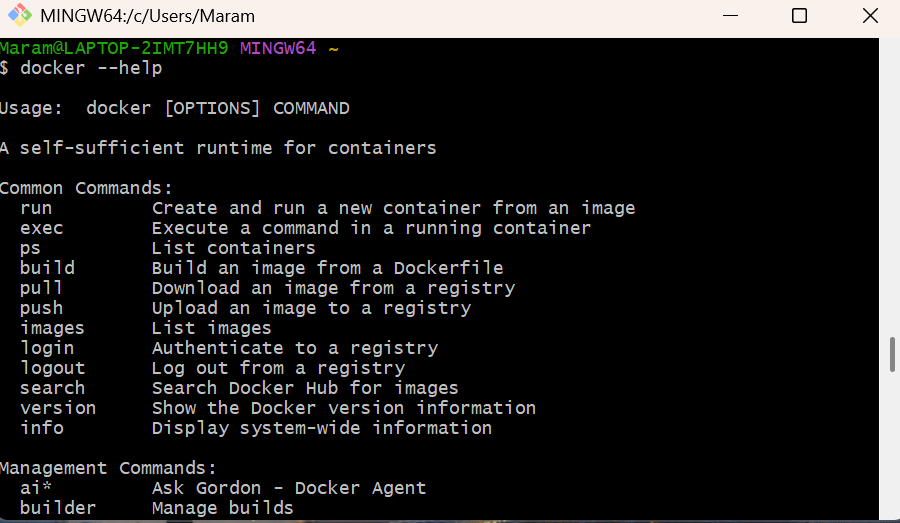 MINGW64:/c/Users/Maram
Maram@LAPTOP-2IMT7HH9 MINGW64 ~
$ docker --help
Usage:  docker [OPTIONS] COMMAND
A self-sufficient runtime for containers
Common Commands:
  run         Create and run a new container from an image
  exec        Execute a command in a running container
  ps          List containers
  build       Build an image from a Dockerfile
  pull        Download an image from a registry
  push        Upload an image to a registry
  images      List images
  login       Authenticate to a registry
  logout      Log out from a registry
  search      Search Docker Hub for images
  version     Show the Docker version information
  info        Display system-wide information
Management Commands:
  ai*         Ask Gordon - Docker Agent
  builder     Manage builds